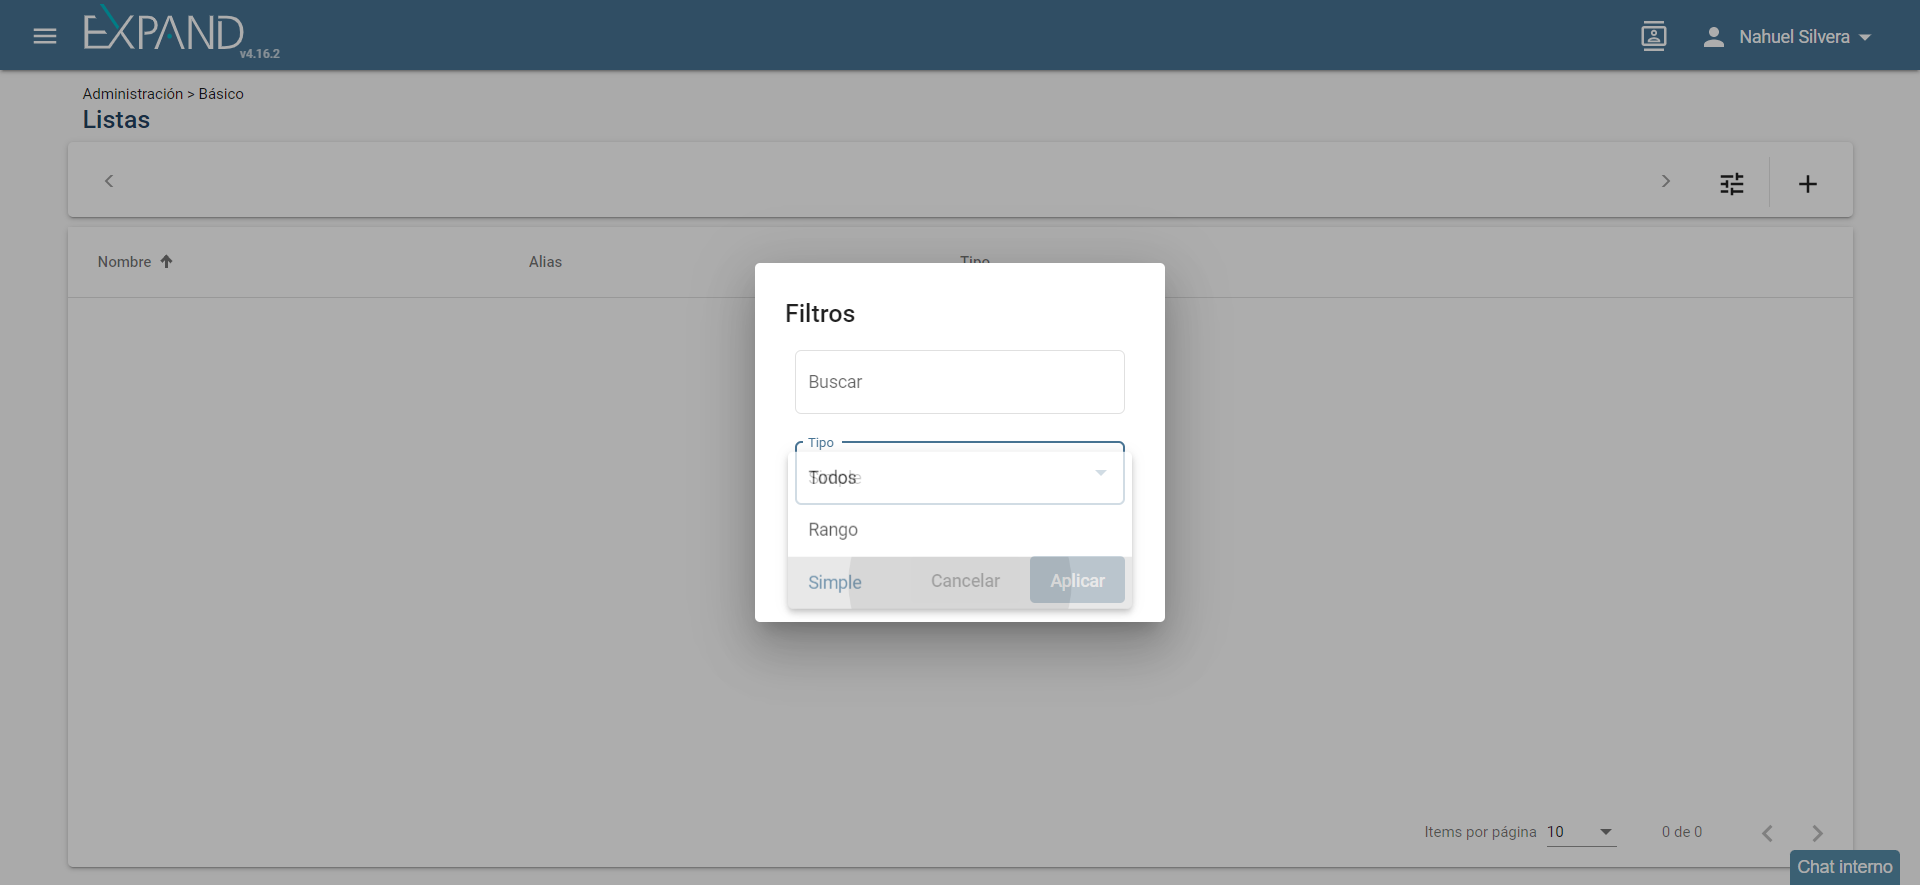 EXPAND
v4.16.2
Nahuel Silvera
Administración > Básico
Listas
Nombre
Alias
Tipo
Filtros
Buscar
Tipo
Simple
Todos
Rango
Simple
Cancelar
Aplicar
Items por página 10
0 de 0
Chat interno